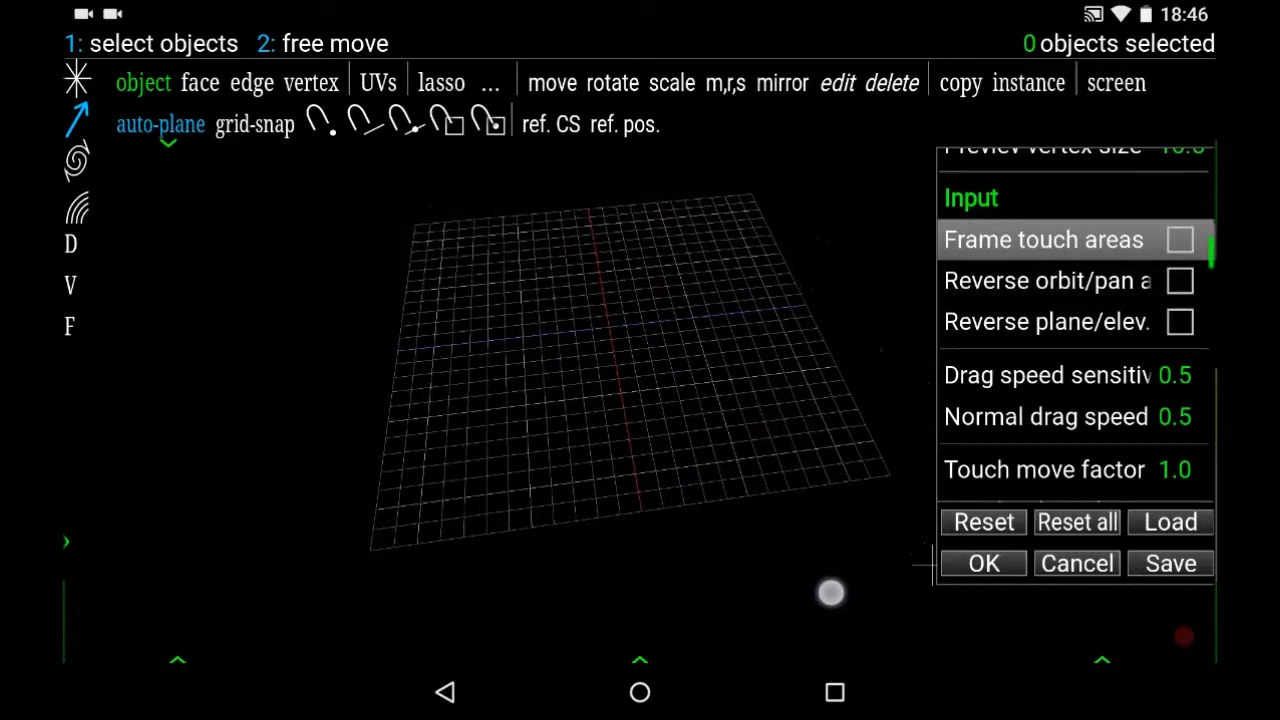 18:46
1: select objects 2: free move 0 objects selected
object face edge vertex UVs lasso ... move rotate scale m,r,s mirror edit delete copy instance screen
auto-plane grid-snap ref. CS ref. pos.
Input
Frame touch areas
D
Reverse orbit/pan a
V
Reverse plane/elev.
F
Drag speed sensitiv 0.5
Normal drag speed 0.5
Touch move factor 1.0
Reset Reset all Load
OK Cancel Save